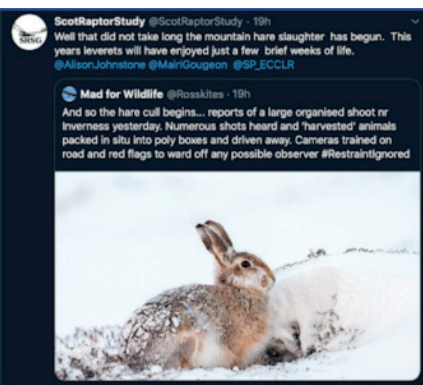 ScotRaptorStudy @ScotRaptorStudy · 19h
SRSG
Well that did not take long the mountain hare slaughter has begun. This
years leverets will have enjoyed just a few brief weeks of life.
@AlisonJohnstone @MairiGougeon @SP_ECCLR
Mad for Wildlife @Rosskites · 19h
And so the hare cull begins... reports of a large organised shoot nr
Inverness yesterday. Numerous shots heard and 'harvested' animals
packed in situ into poly boxes and driven away. Cameras trained on
road and red flags to ward off any possible observer #RestraintIgnored